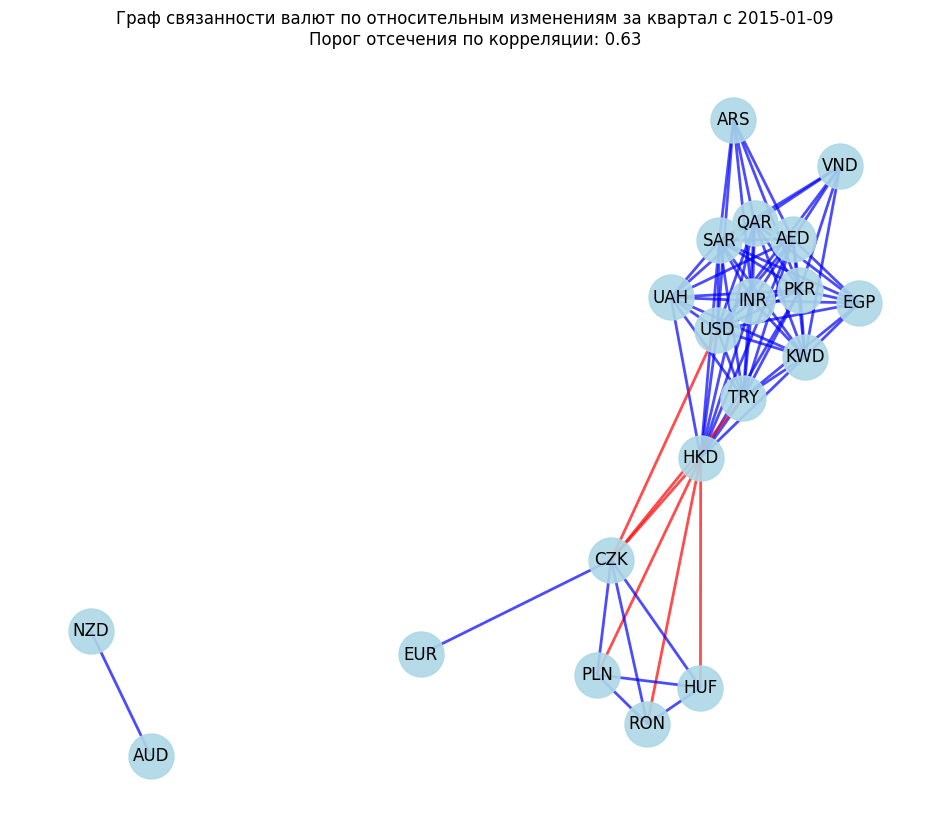 Граф связанности валют по относительным изменениям за квартал с 2015-01-09
Порог отсечения по корреляции: 0.63
ARS
VND
QAR
SAR
AED
PKR
UAH
INR
EGP
USD
KWD
TRY
HKD
CZK
NZD
EUR
PLN
HUF
RON
AUD